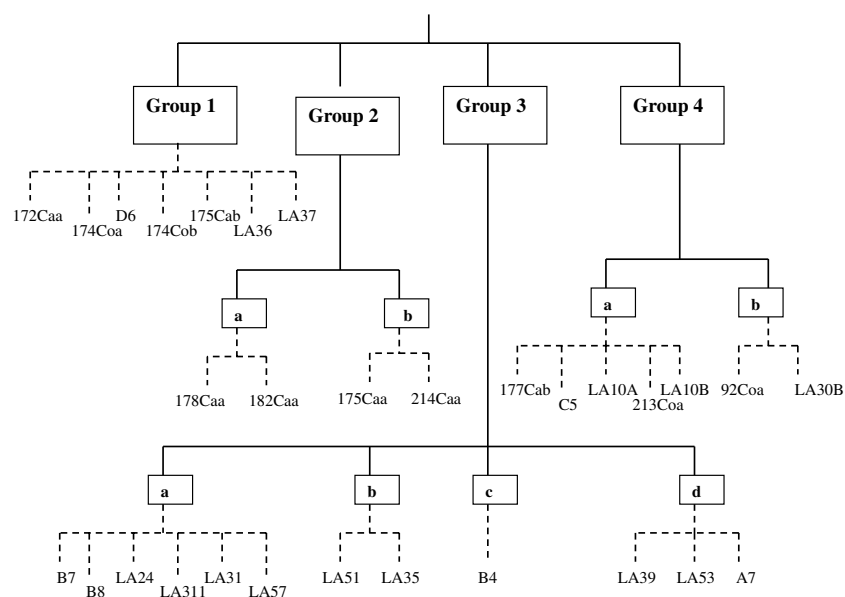 Group 1
Group 2
Group 3
Group 4
172Caa
174Coa
D6
174Cob
175Cab
LA36
LA37
a
b
178Caa
182Caa
175Caa
214Caa
a
b
177Cab
C5
LA10A
213Coa
LA10B
92Coa
LA30B
a
b
c
d
B7
B8
LA24
LA311
LA31
LA57
LA51
LA35
B4
LA39
LA53
A7